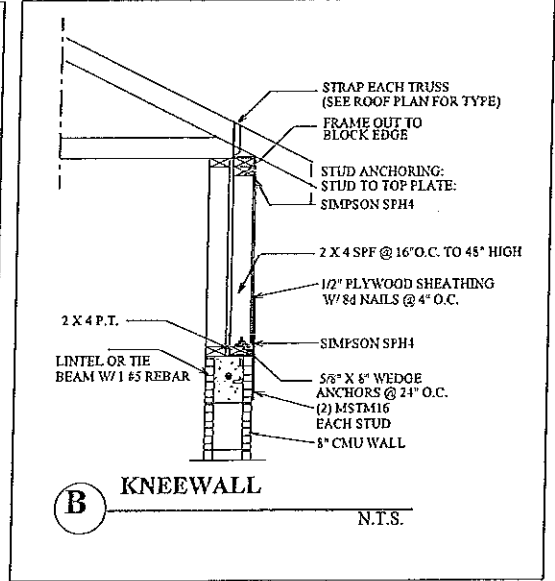 STRAP EACH TRUSS
(SEE ROOF PLAN FOR TYPE)
FRAME OUT TO
BLOCK EDGE
STUD ANCHORING:
STUD TO TOP PLATE:
SIMPSON SPH4
2 X 4 SPF @ 16"O.C. TO 48" HIGH
1/2" PLYWOOD SHEATHING
W/ 8d NAILS @ 4" O.C.
2 X 4 P.T.
SIMPSON SPH4
LINTEL OR TIE
BEAM W/ 1 #5 REBAR
5/8" X 8" WEDGE
ANCHORS @ 24" O.C.
(2) MSTM16
EACH STUD
8" CMU WALL
B
KNEEWALL
N.T.S.